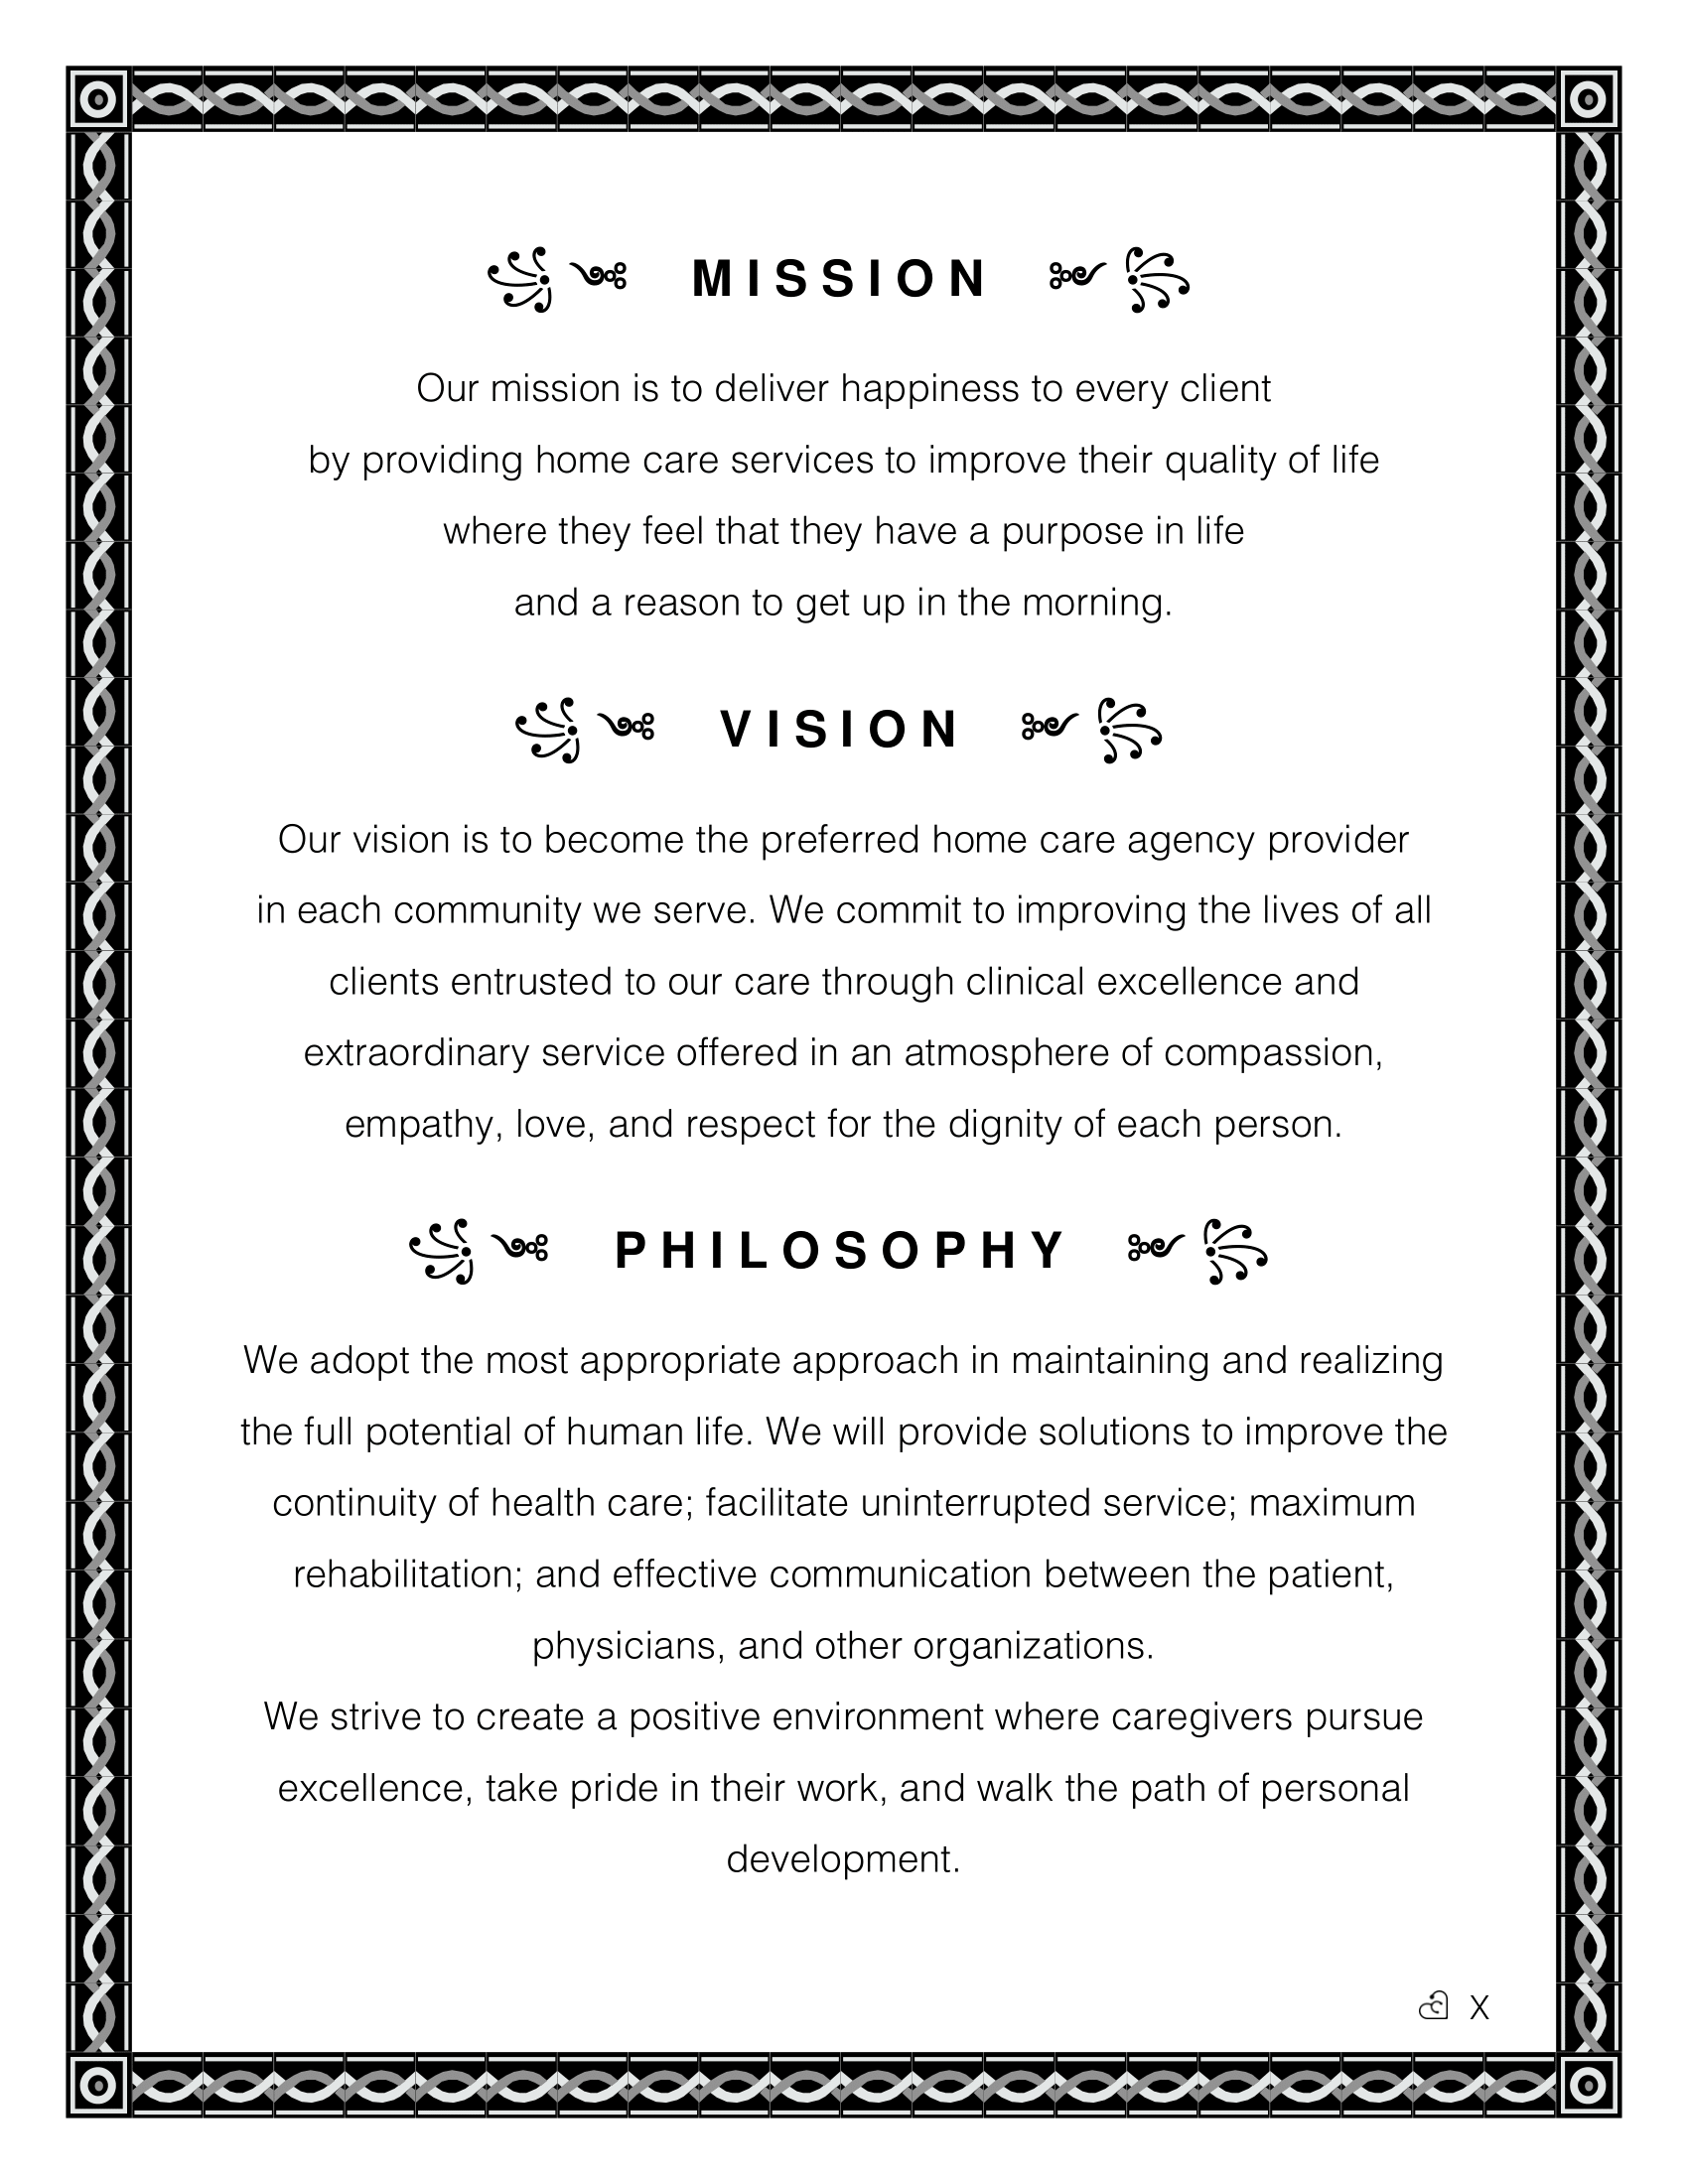 MISSION
Our mission is to deliver happiness to every client
by providing home care services to improve their quality of life
where they feel that they have a purpose in life
and a reason to get up in the morning.
VISION
Our vision is to become the preferred home care agency provider
in each community we serve. We commit to improving the lives of all
clients entrusted to our care through clinical excellence and
extraordinary service offered in an atmosphere of compassion,
empathy, love, and respect for the dignity of each person.
PHILOSOPHY
We adopt the most appropriate approach in maintaining and realizing
the full potential of human life. We will provide solutions to improve the
continuity of health care; facilitate uninterrupted service; maximum
rehabilitation; and effective communication between the patient,
physicians, and other organizations.
We strive to create a positive environment where caregivers pursue
excellence, take pride in their work, and walk the path of personal
development.
X